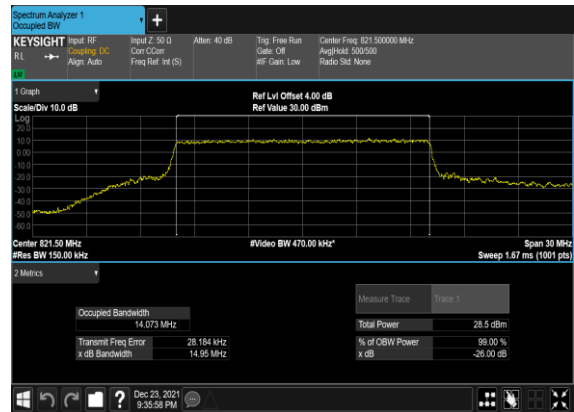 Spectrum Analyzer 1
Occupied BW
+
KEYSIGHT Input: RF Input Z: 50 Ω Atten: 40 dB Trig: Free Run Center Freq: 821.500000 MHz
RL Coupling: DC Corr CCorr Gate: Off Avg|Hold: 500/500
Align: Auto Freq Ref: Int (S) #IF Gain: Low Radio Std: None
LXI
1 Graph
Ref Lvl Offset 4.00 dB
Scale/Div 10.0 dB Ref Value 30.00 dBm
Log
20.0
10.0
0.00
-10.0
-20.0
-30.0
-40.0
-50.0
-60.0
Center 821.50 MHz #Video BW 470.00 kHz* Span 30 MHz
#Res BW 150.00 kHz Sweep 1.67 ms (1001 pts)
2 Metrics
Measure Trace Trace 1
Occupied Bandwidth
14.073 MHz Total Power 28.5 dBm
Transmit Freq Error 28.184 kHz % of OBW Power 99.00 %
x dB Bandwidth 14.95 MHz x dB -26.00 dB
? Dec 23, 2021
9:35:58 PM